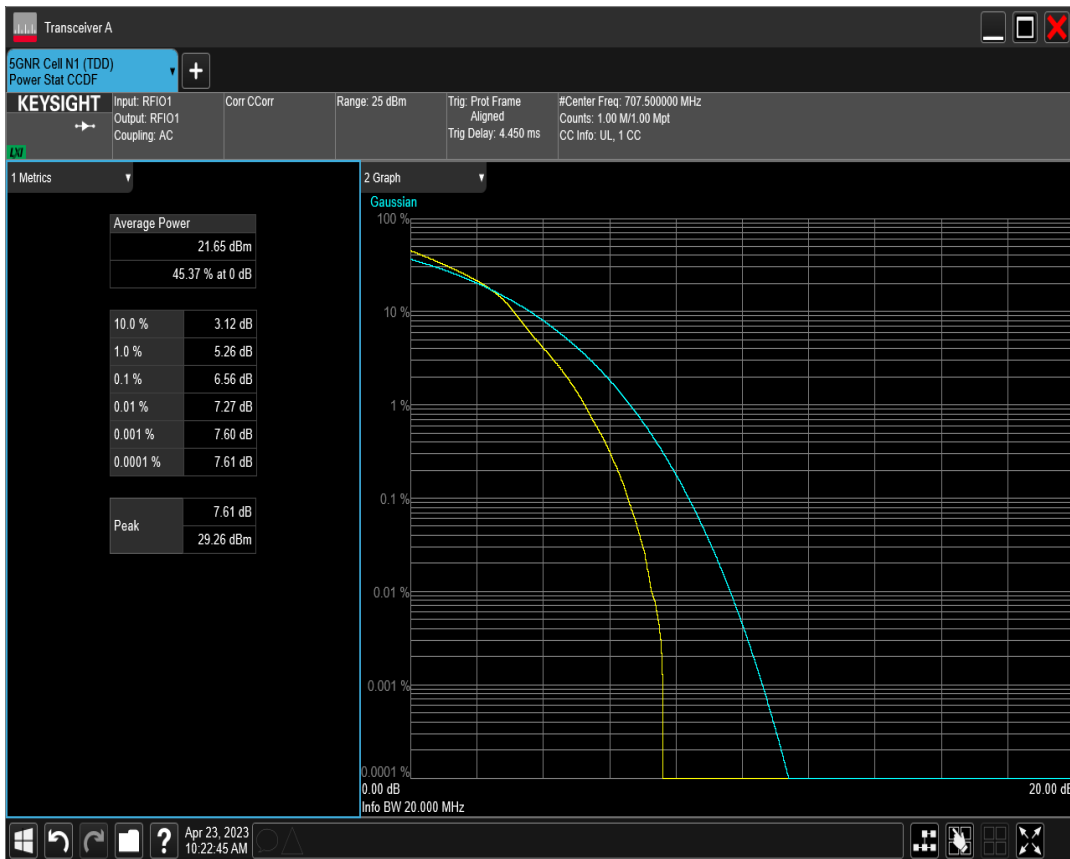 Transceiver A
5GNR Cell N1 (TDD)
Power Stat CCDF
+
KEYSIGHT
LXI
Input: RFIO1
Output: RFIO1
Coupling: AC
Corr CCorr
Range: 25 dBm
Trig: Prot Frame
Aligned
Trig Delay: 4.450 ms
#Center Freq: 707.500000 MHz
Counts: 1.00 M/1.00 Mpt
CC Info: UL, 1 CC
1 Metrics
Average Power
21.65 dBm
45.37 % at 0 dB
10.0 % 3.12 dB
1.0 % 5.26 dB
0.1 % 6.56 dB
0.01 % 7.27 dB
0.001 % 7.60 dB
0.0001 % 7.61 dB
Peak 7.61 dB
29.26 dBm
2 Graph
Gaussian
100 %
10 %
1 %
0.1 %
0.01 %
0.001 %
0.0001 %
0.00 dB 20.00 dB
Info BW 20.000 MHz
? Apr 23, 2023
10:22:45 AM